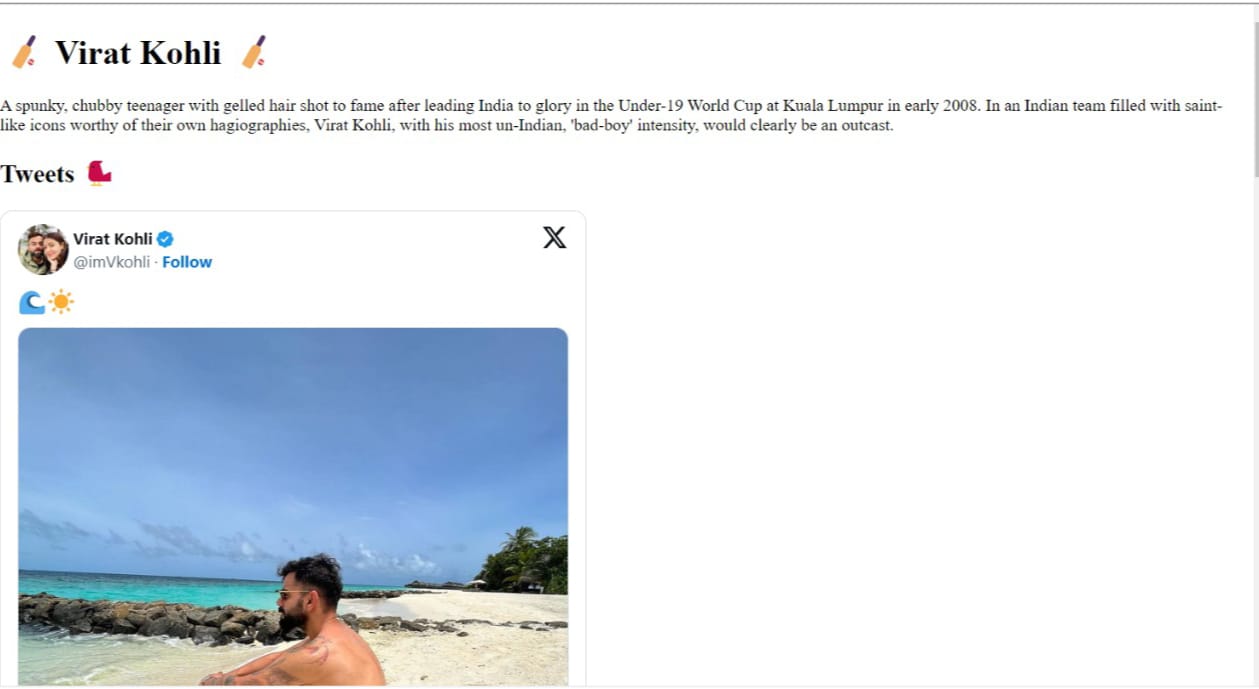 🏏 Virat Kohli 🏏
A spunky, chubby teenager with gelled hair shot to fame after leading India to glory in the Under-19 World Cup at Kuala Lumpur in early 2008. In an Indian team filled with saint-
like icons worthy of their own hagiographies, Virat Kohli, with his most un-Indian, 'bad-boy' intensity, would clearly be an outcast.
Tweets
Virat Kohli
@imVkohli · Follow